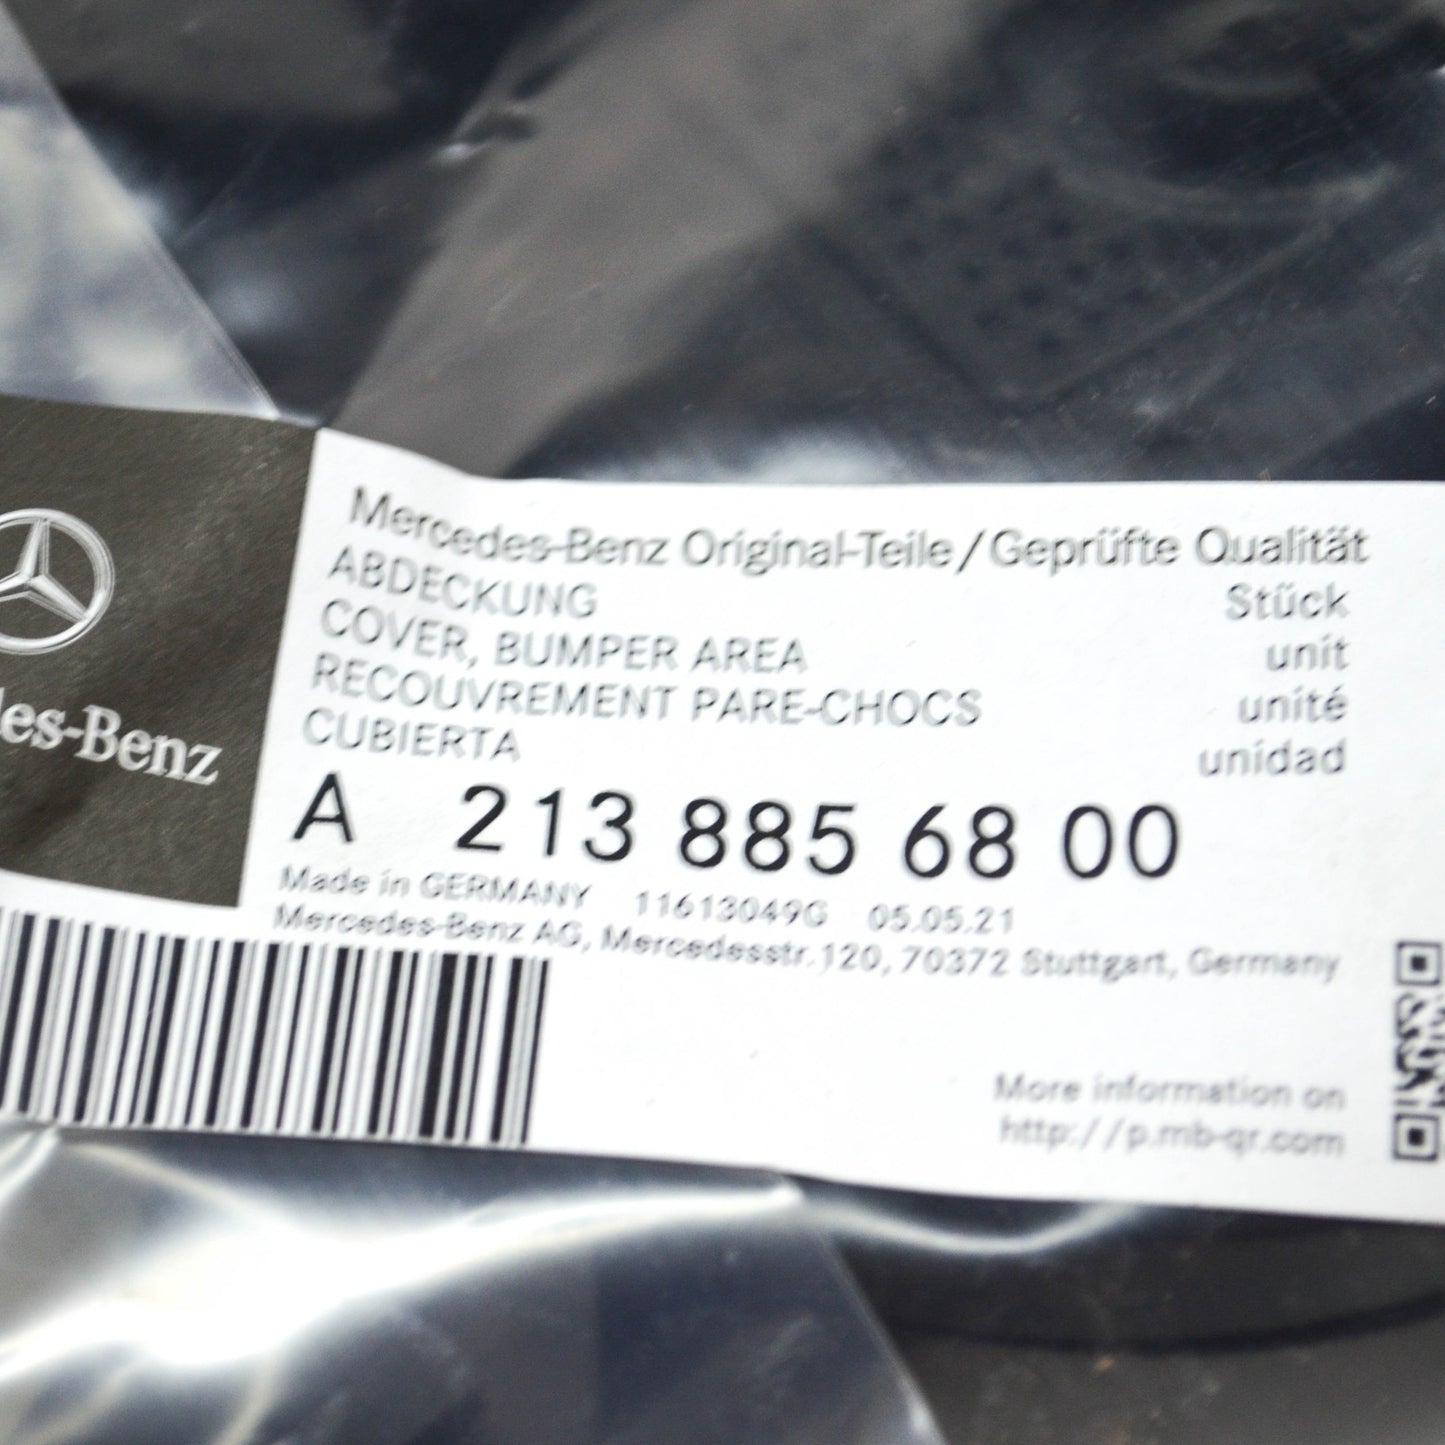 des-Benz
Mercedes-Benz Original-Teile/Geprüfte Qualität
ABDECKUNG Stück
COVER, BUMPER AREA unit
RECOUVREMENT PARE-CHOCS unité
CUBIERTA unidad
A 213 885 68 00
Made in GERMANY 11613049G 05.05.21
Mercedes-Benz AG, Mercedesstr.120, 70372 Stuttgart, Germany
More information on
http://p.mb-qr.com